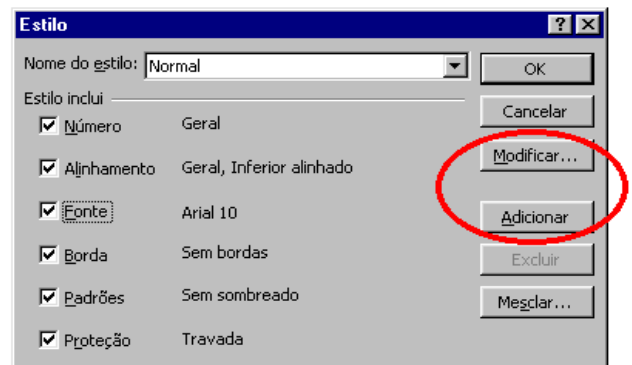 Estilo
Nome do estilo: Normal
OK
Estilo inclui
Cancelar
Número Geral
Modificar...
Alinhamento Geral, Inferior alinhado
Fonte Arial 10
Adicionar
Borda Sem bordas
Excluir
Padrões Sem sombreado
Mesclar...
Proteção Travada